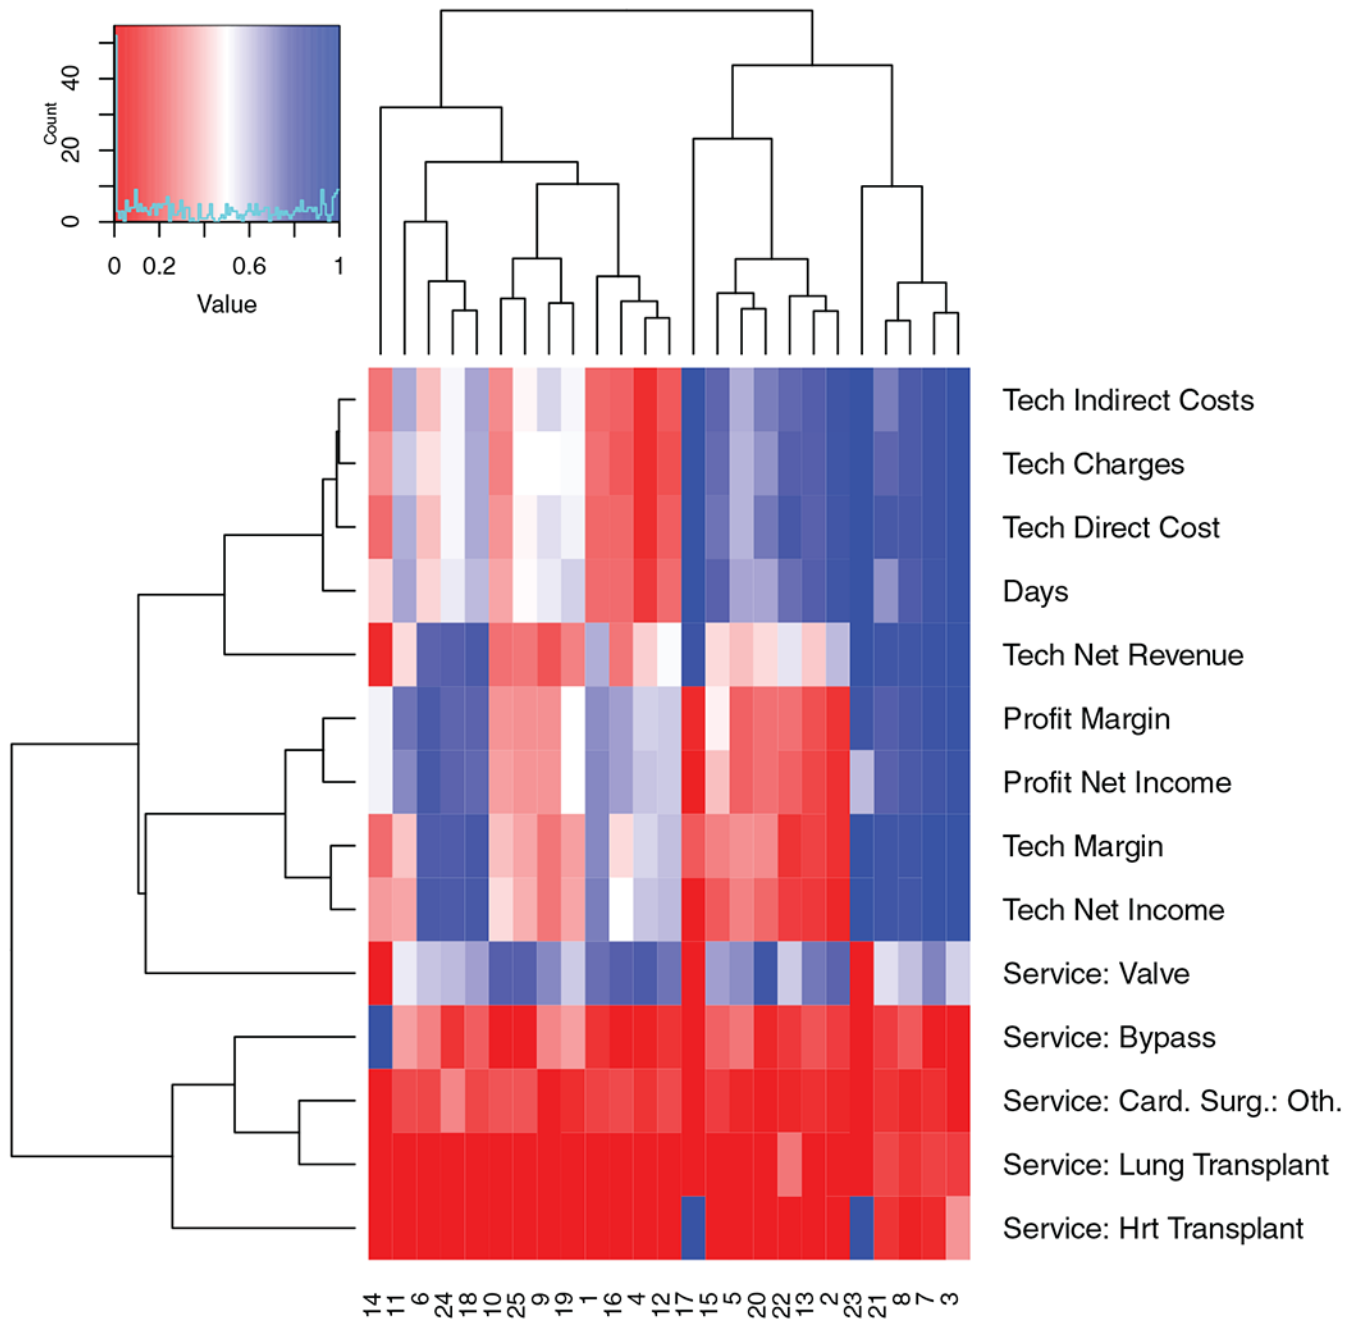 Count
0 20 40
0 0.2 0.6 1
Value
Tech Indirect Costs
Tech Charges
Tech Direct Cost
Days
Tech Net Revenue
Profit Margin
Profit Net Income
Tech Margin
Tech Net Income
Service: Valve
Service: Bypass
Service: Card. Surg.: Oth.
Service: Lung Transplant
Service: Hrt Transplant
14 11 6 24 18 10 25 9 19 1 16 4 12 17 15 5 20 22 13 2 23 21 8 7 3